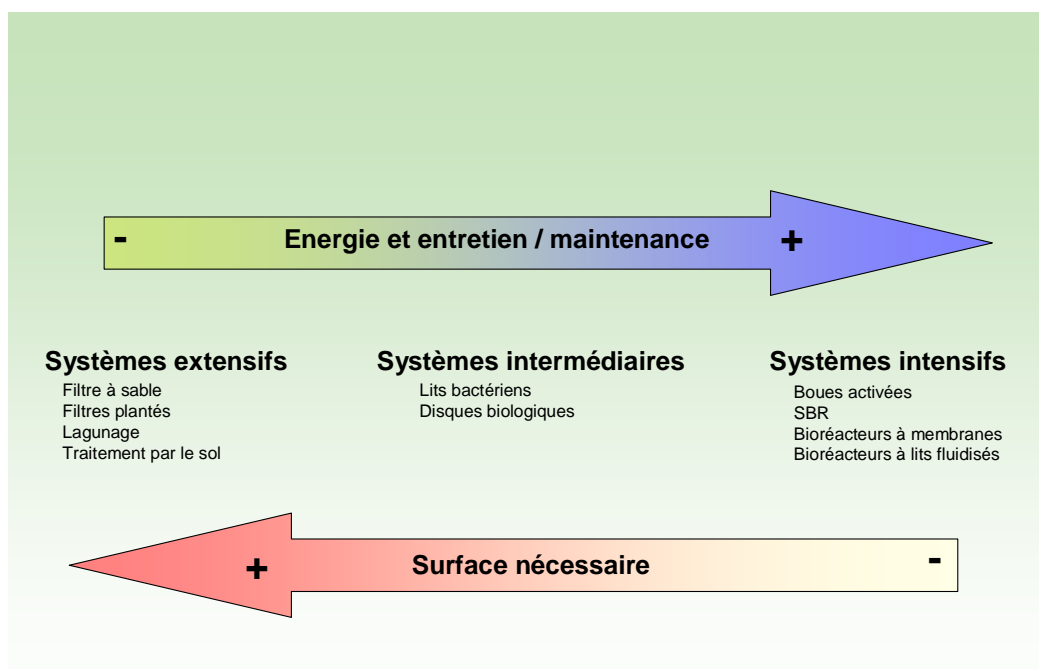 - Energie et entretien / maintenance +
Systèmes extensifs
Filtre à sable
Filtres plantés
Lagunage
Traitement par le sol
Systèmes intermédiaires
Lits bactériens
Disques biologiques
Systèmes intensifs
Boues activées
SBR
Bioréacteurs à membranes
Bioréacteurs à lits fluidisés
+ Surface nécessaire -